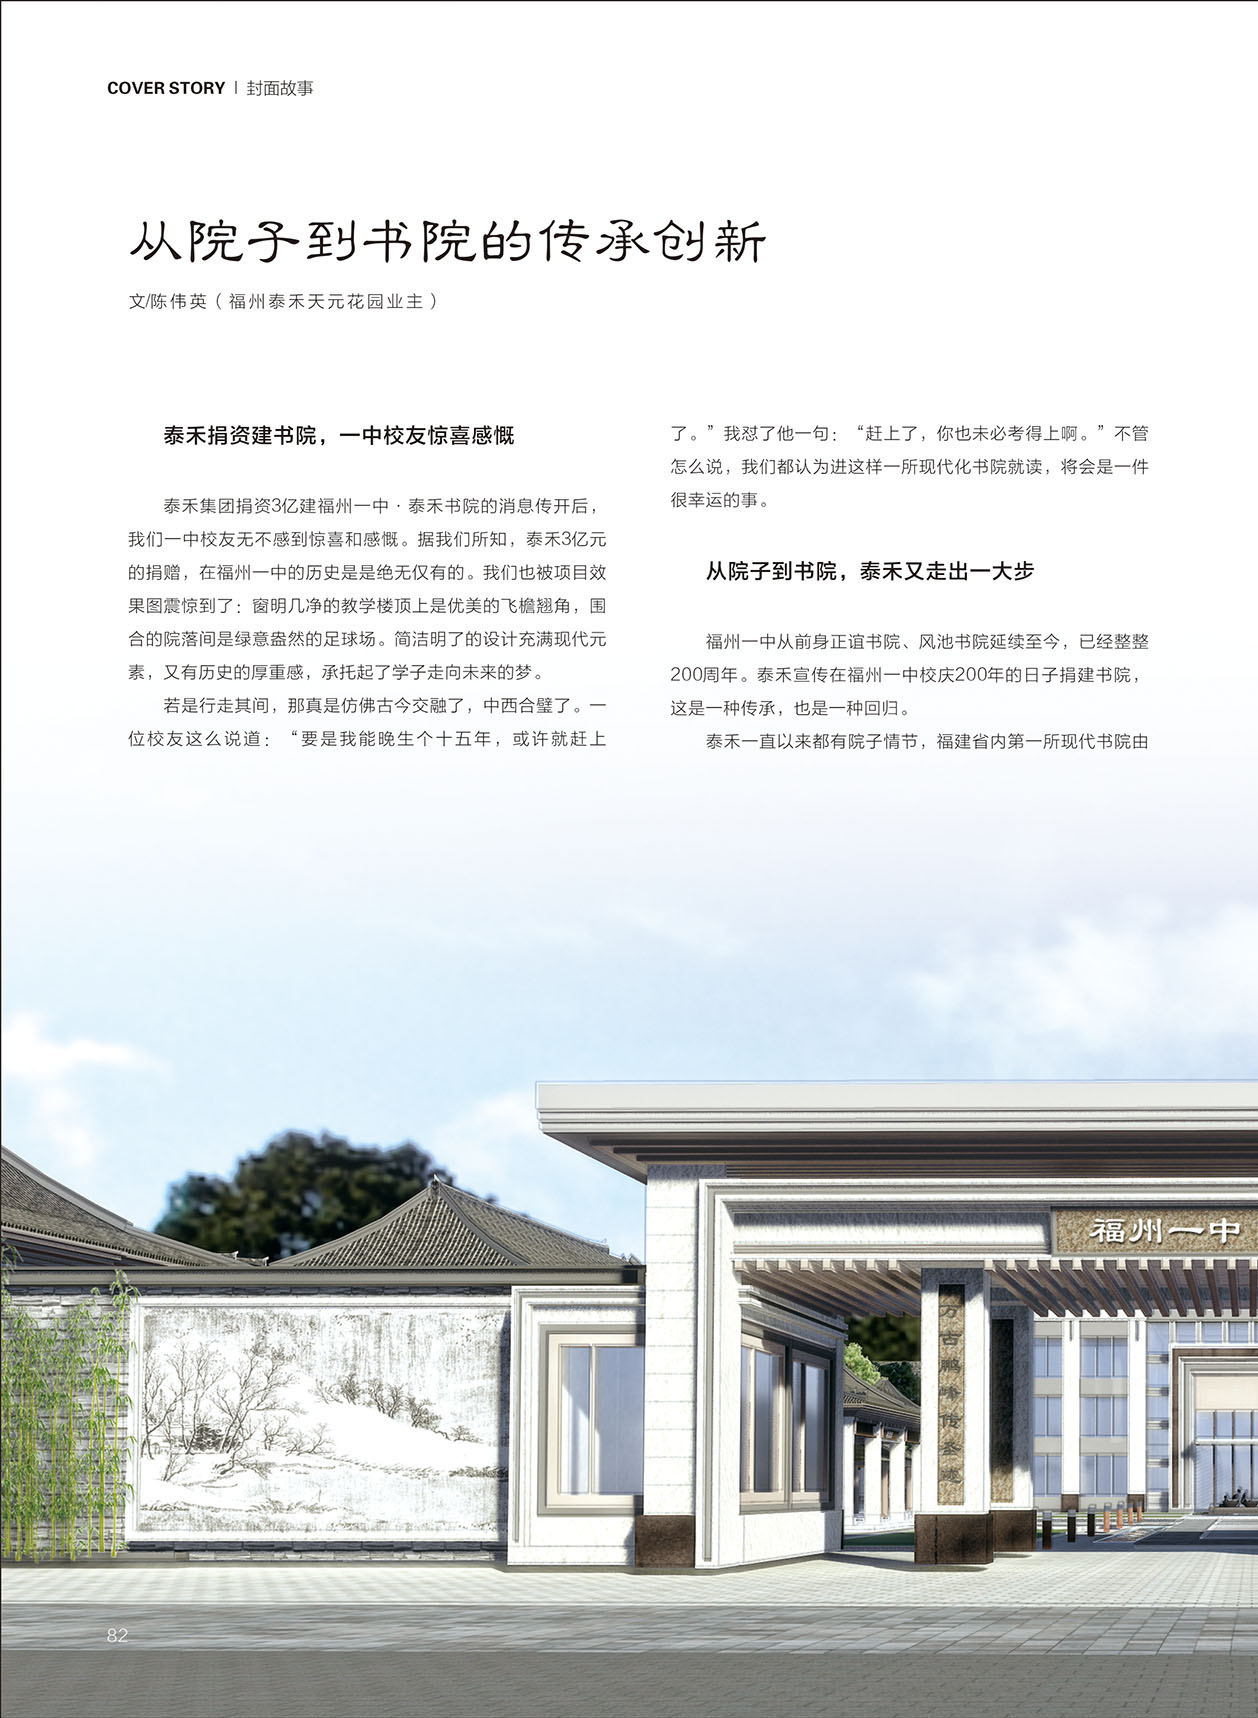 COVER STORY | 封面故事
从院子到书院的传承创新
文/陈伟英（福州泰禾天元花园业主）
泰禾捐资建书院，一中校友惊喜感慨
泰禾集团捐资3亿建福州一中·泰禾书院的消息传开后，
我们一中校友无不感到惊喜和感慨。据我们所知，泰禾3亿元
的捐赠，在福州一中的历史是是绝无仅有的。我们也被项目效
果图震惊到了：窗明几净的教学楼顶上是优美的飞檐翘角，围
合的院落间是绿意盎然的足球场。简洁明了的设计充满现代元
素，又有历史的厚重感，承托起了学子走向未来的梦。
若是行走其间，那真是仿佛古今交融了，中西合璧了。一
位校友这么说道：“要是我能晚生个十五年，或许就赶上
了。”我怼了他一句：“赶上了，你也未必考得上啊。”不管
怎么说，我们都认为进这样一所现代化书院就读，将会是一件
很幸运的事。
从院子到书院，泰禾又走出一大步
福州一中从前身正谊书院、风池书院延续至今，已经整整
200周年。泰禾宣传在福州一中校庆200年的日子捐建书院，
这是一种传承，也是一种回归。
泰禾一直以来都有院子情节，福建省内第一所现代书院由
福州一中
万古鹅峰传
82